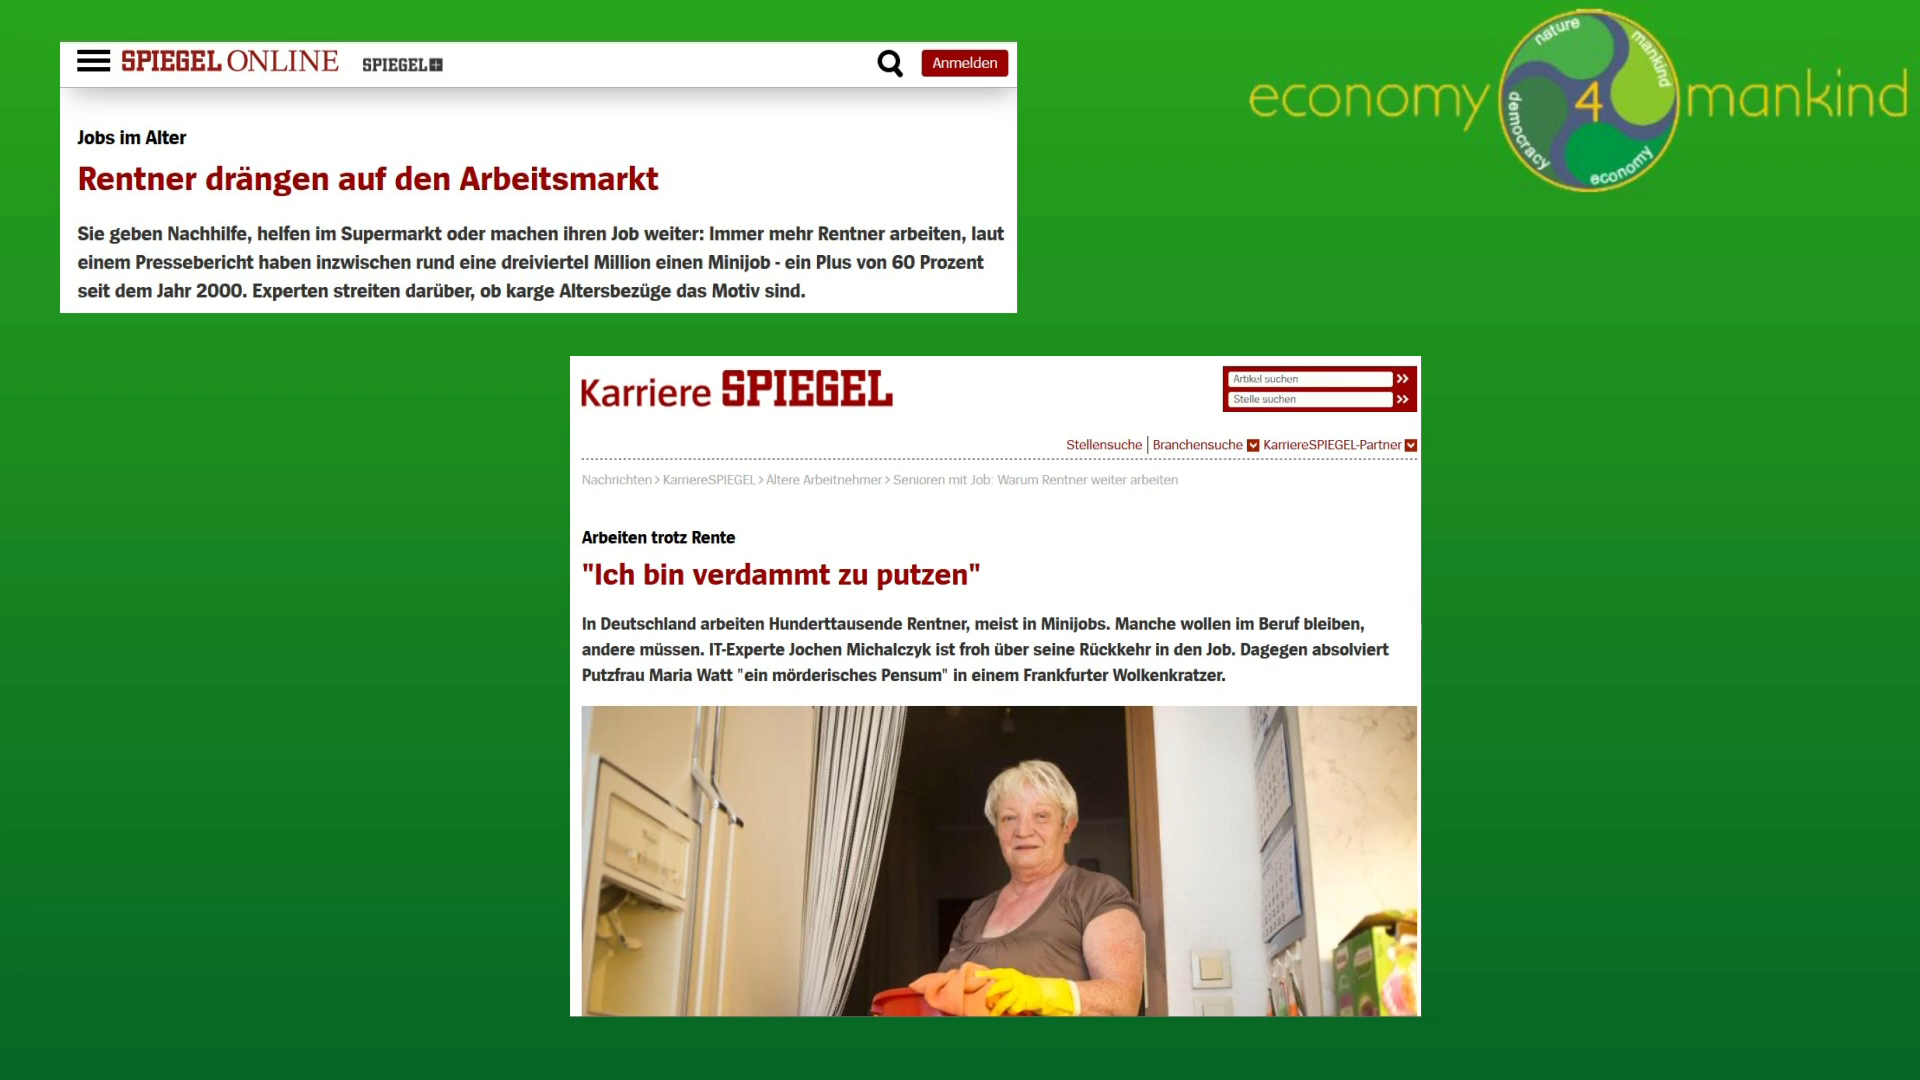 SPIEGEL ONLINE SPIEGEL+ Anmelden
Jobs im Alter
Rentner drängen auf den Arbeitsmarkt
Sie geben Nachhilfe, helfen im Supermarkt oder machen ihren Job weiter: Immer mehr Rentner arbeiten, laut
einem Pressebericht haben inzwischen rund eine dreiviertel Million einen Minijob - ein Plus von 60 Prozent
seit dem Jahr 2000. Experten streiten darüber, ob karge Altersbezüge das Motiv sind.
economy 4 mankind
nature
mankind
democracy
economy
Karriere SPIEGEL
Artikel suchen
Stelle suchen
Stellensuche | Branchensuche KarriereSPIEGEL-Partner
Nachrichten > KarriereSPIEGEL > Ältere Arbeitnehmer > Senioren mit Job: Warum Rentner weiter arbeiten
Arbeiten trotz Rente
"Ich bin verdammt zu putzen"
In Deutschland arbeiten Hunderttausende Rentner, meist in Minijobs. Manche wollen im Beruf bleiben,
andere müssen. IT-Experte Jochen Michalczyk ist froh über seine Rückkehr in den Job. Dagegen absolviert
Putzfrau Maria Watt "ein mörderisches Pensum" in einem Frankfurter Wolkenkratzer.